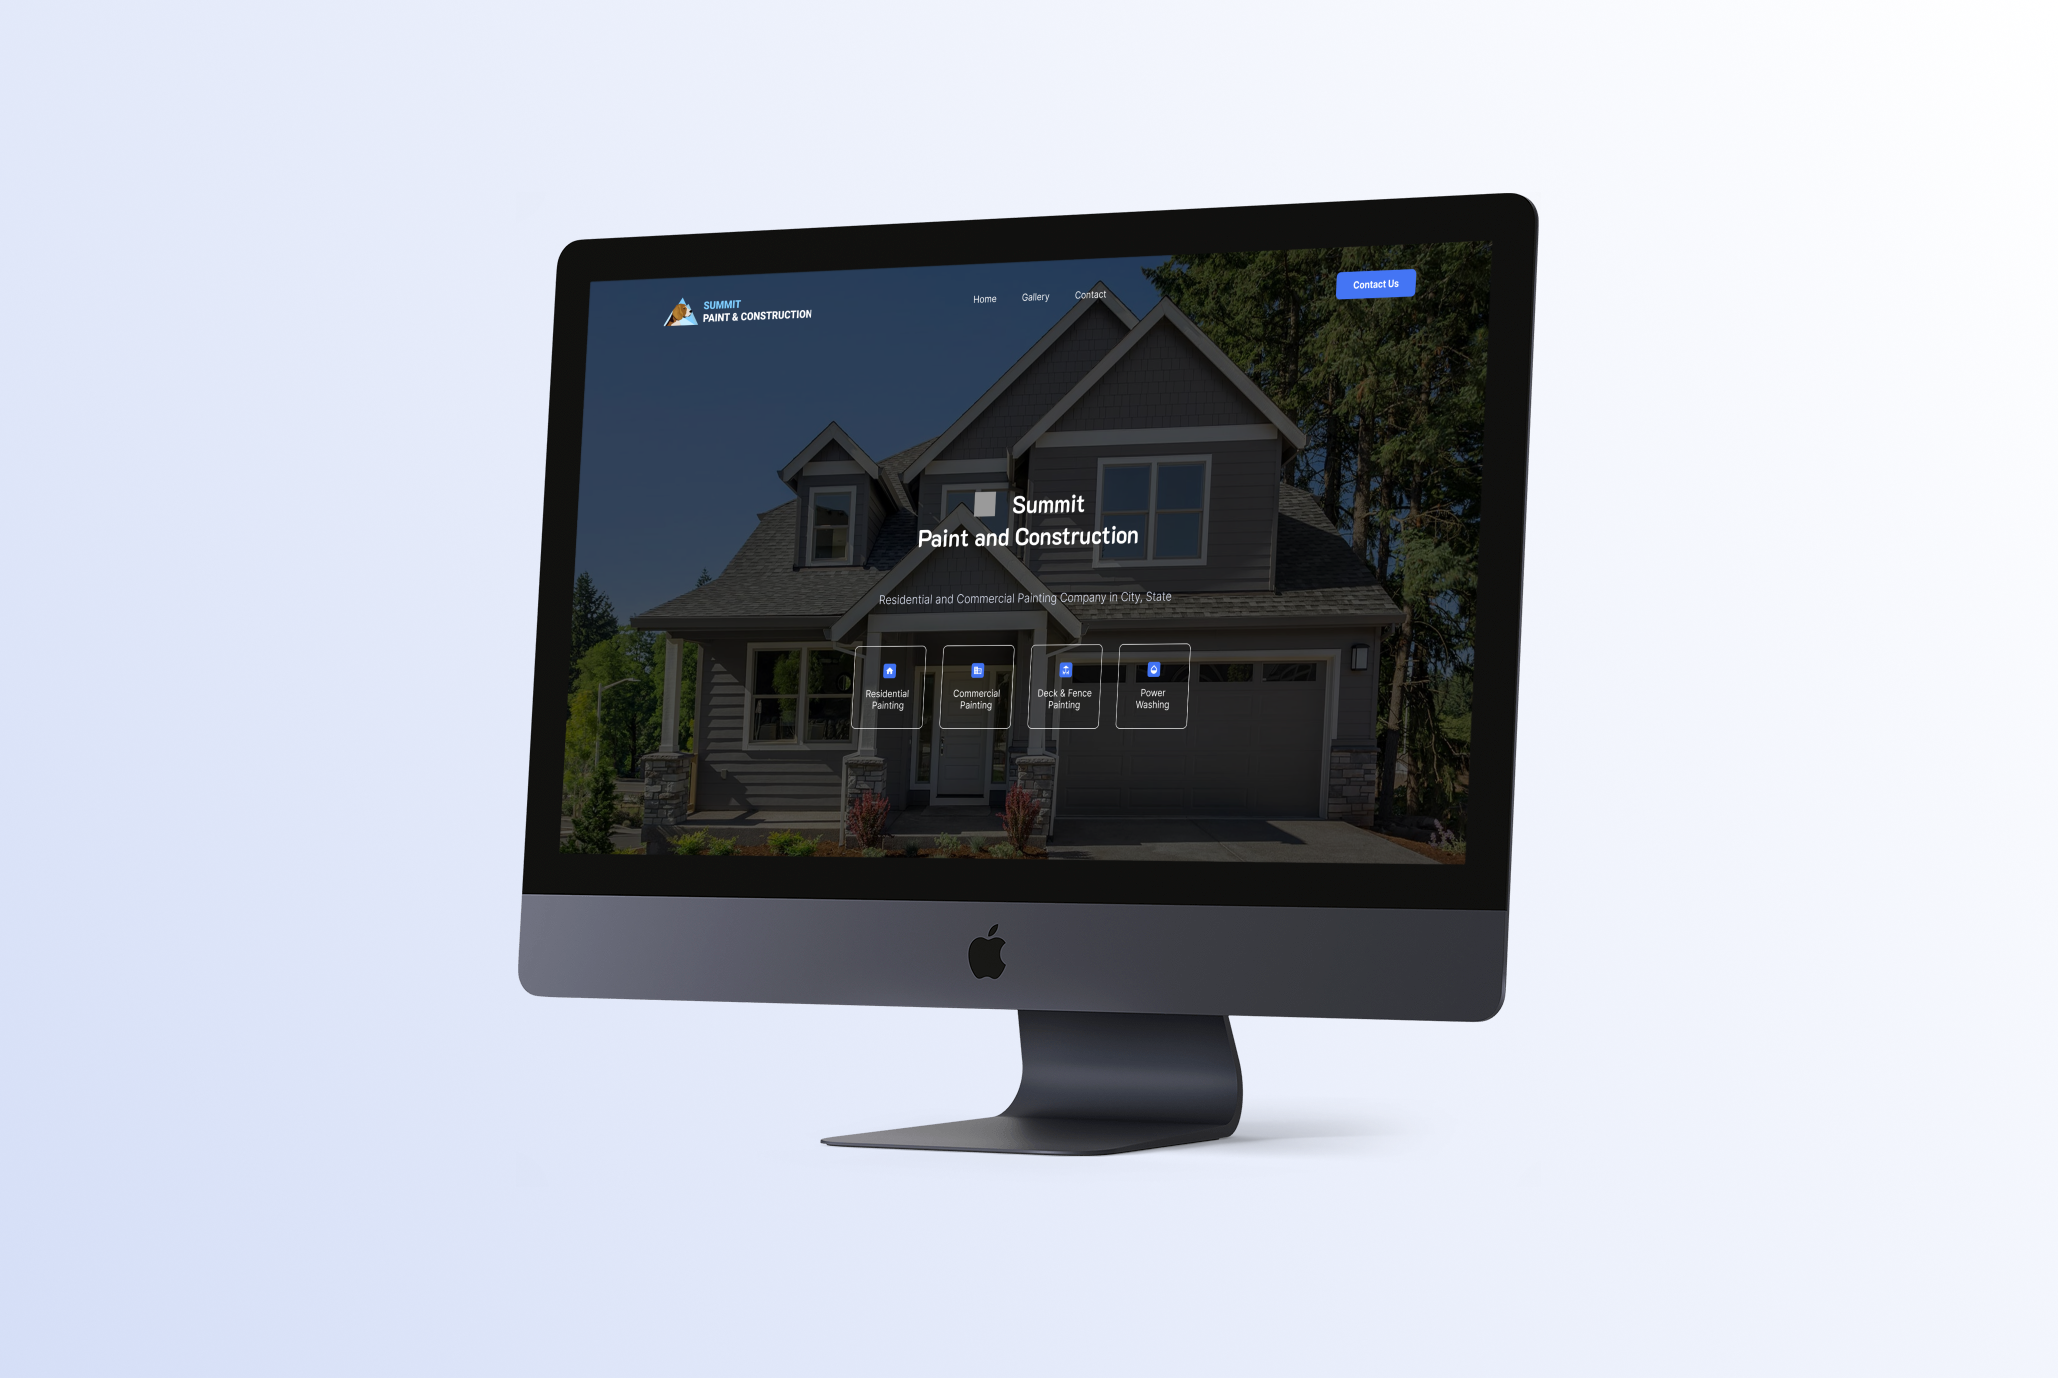 SUMMIT
PAINT & CONSTRUCTION
Home
Gallery
Contact
Contact Us
Summit
Paint and Construction
Residential and Commercial Painting Company in City, State
Residential
Painting
Commercial
Painting
Deck & Fence
Painting
Power
Washing